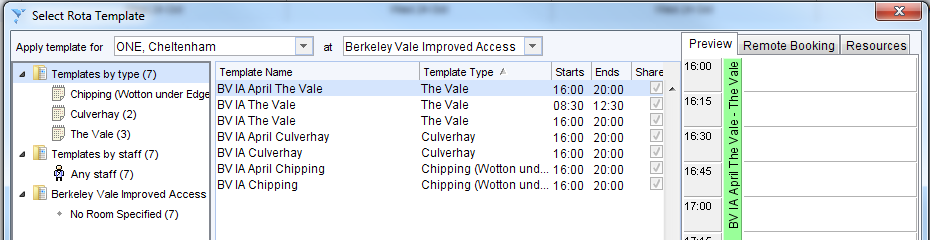 Select Rota Template
Apply template for ONE, Cheltenham at Berkeley Vale Improved Access
Preview Remote Booking Resources
Templates by type (7)
Chipping (Wotton under Edge
Culverhay (2)
The Vale (3)
Templates by staff (7)
Any staff (7)
Berkeley Vale Improved Access
No Room Specified (7)
Template Name Template Type Starts Ends Share
BV IA April The Vale The Vale 16:00 20:00
BV IA The Vale The Vale 08:30 12:30
BV IA The Vale The Vale 16:00 20:00
BV IA April Culverhay Culverhay 16:00 20:00
BV IA Culverhay Culverhay 16:00 20:00
BV IA April Chipping Chipping (Wotton und... 16:00 20:00
BV IA Chipping Chipping (Wotton und... 16:00 20:00
16:00
16:15
16:30
16:45
17:00
BV IA April The Vale - The Vale